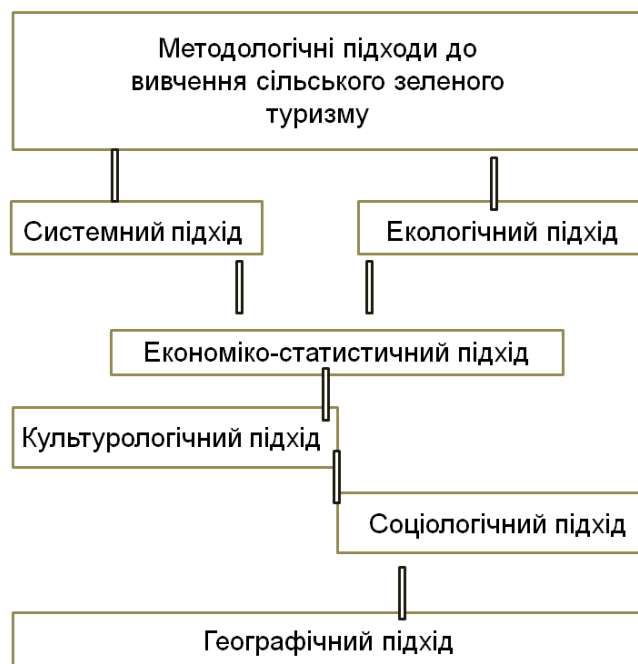 Методологічні підходи до
вивчення сільського зеленого
туризму
Системний підхід
Екологічний підхід
Економіко-статистичний підхід
Культурологічний підхід
Соціологічний підхід
Географічний підхід